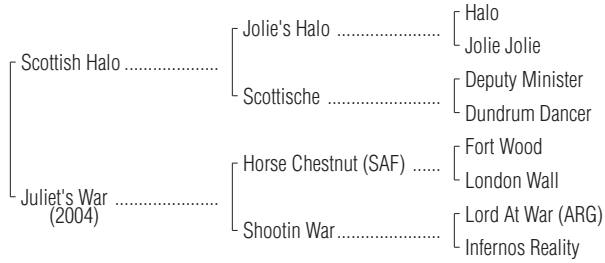 Halo
Jolie's Halo ..................
Jolie Jolie
Scottish Halo ....................
Deputy Minister
Scottische ........................
Dundrum Dancer
Fort Wood
Horse Chestnut (SAF) ......
London Wall
Juliet's War ......................
(2004)
Lord At War (ARG)
Shootin War......................
Infernos Reality